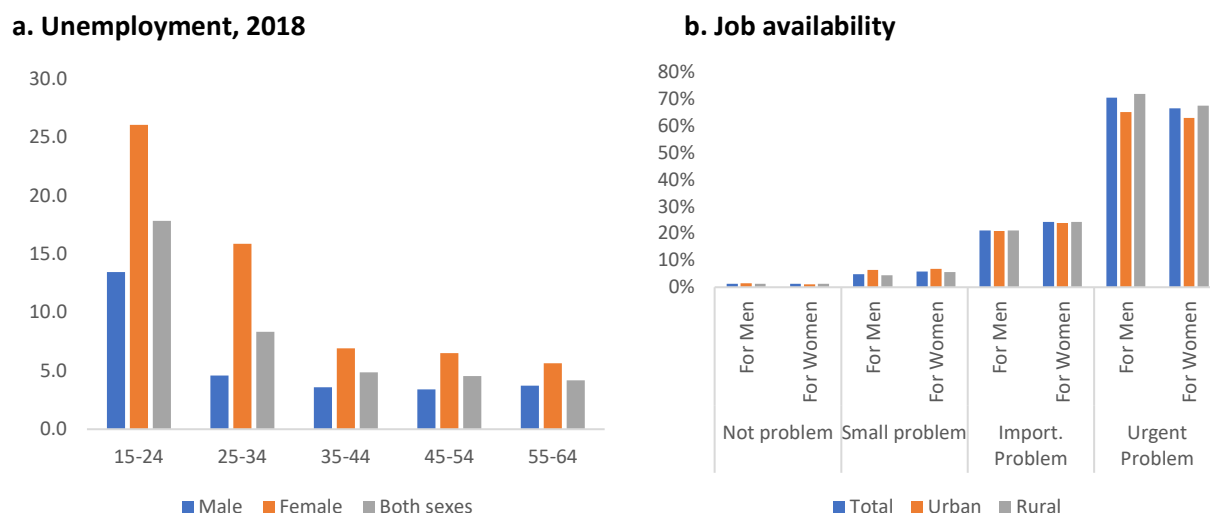 a. Unemployment, 2018
30.0
25.0
20.0
15.0
10.0
5.0
0.0
15-24
25-34
35-44
45-54
55-64
Male
Female
Both sexes
b. Job availability
80%
70%
60%
50%
40%
30%
20%
10%
0%
For Men
For Women
For Men
For Women
For Men
For Women
For Men
For Women
Not problem
Small problem
Import.
Problem
Urgent
Problem
Total
Urban
Rural